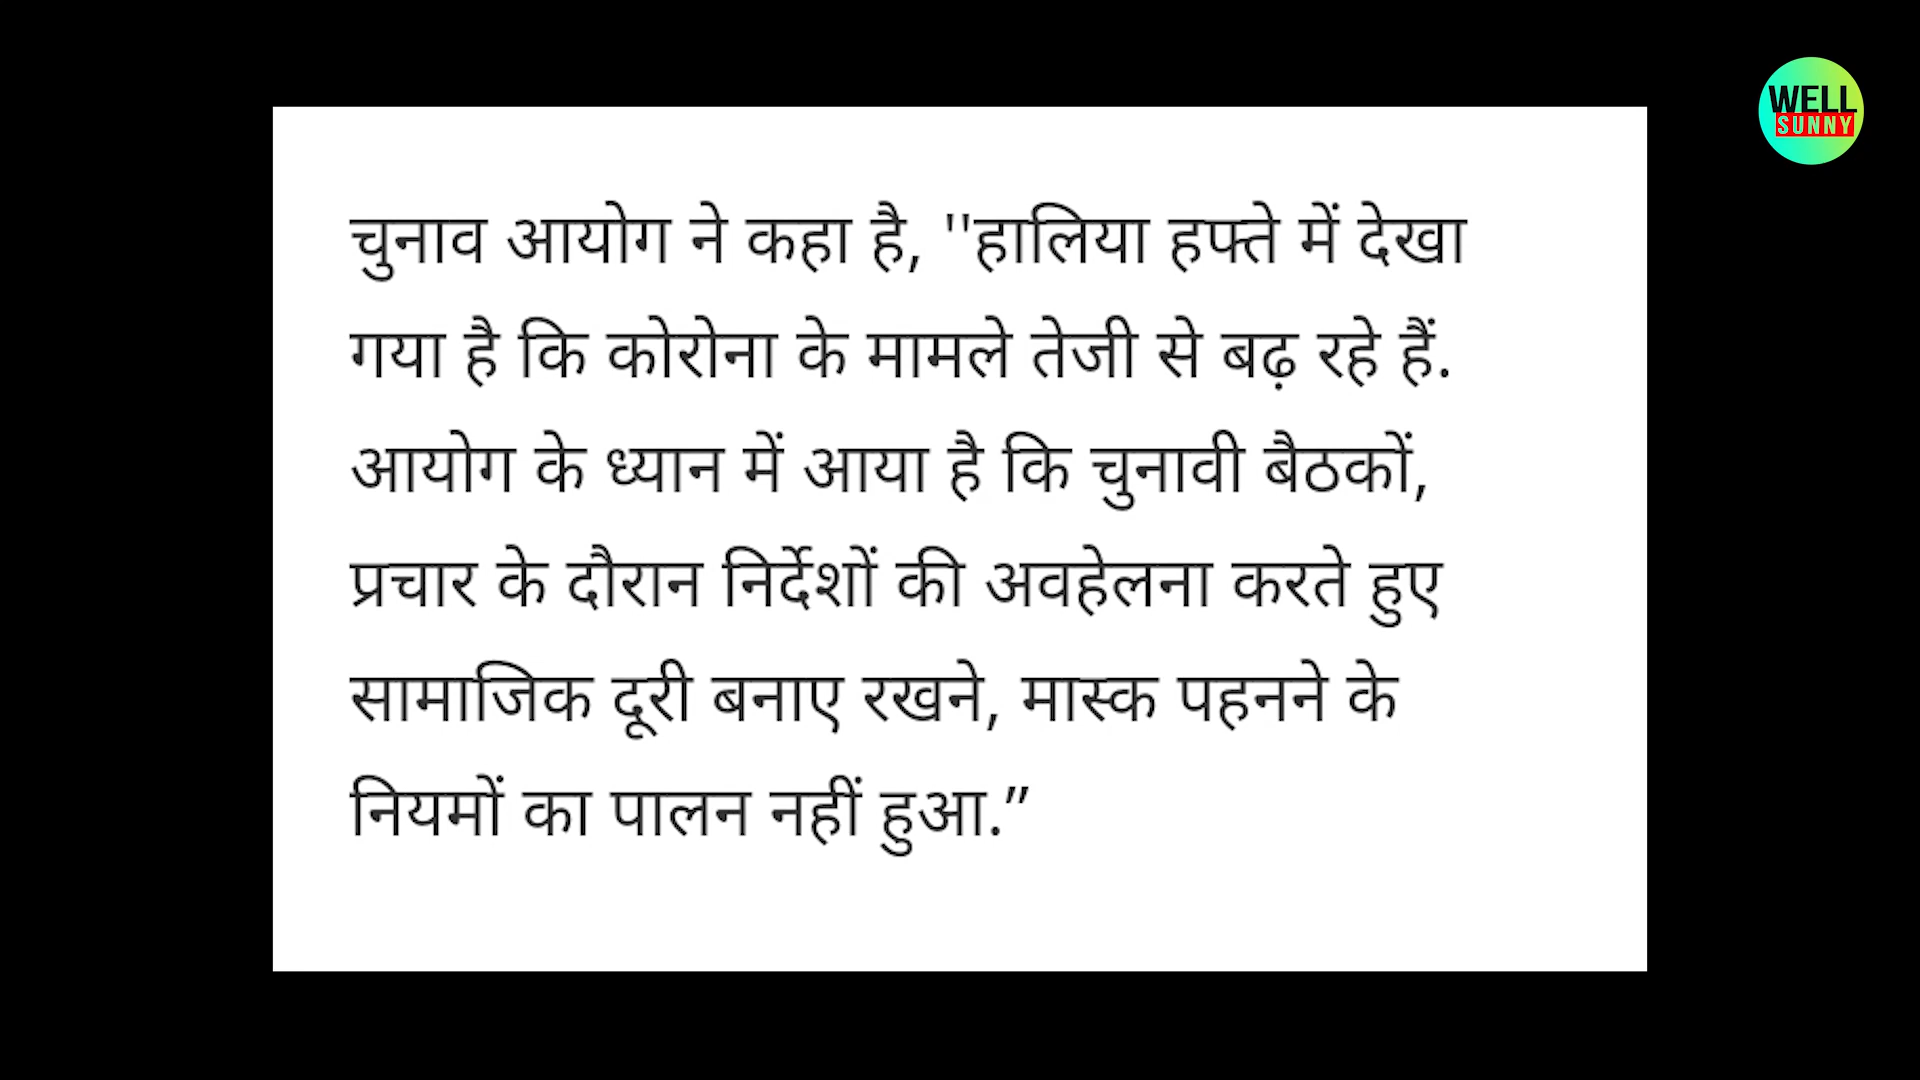 WELL
SUNNY
चुनाव आयोग ने कहा है, ''हालिया हफ्ते में देखा
गया है कि कोरोना के मामले तेजी से बढ़ रहे हैं.
आयोग के ध्यान में आया है कि चुनावी बैठकों,
प्रचार के दौरान निर्देशों की अवहेलना करते हुए
सामाजिक दूरी बनाए रखने, मास्क पहनने के
नियमों का पालन नहीं हुआ.”